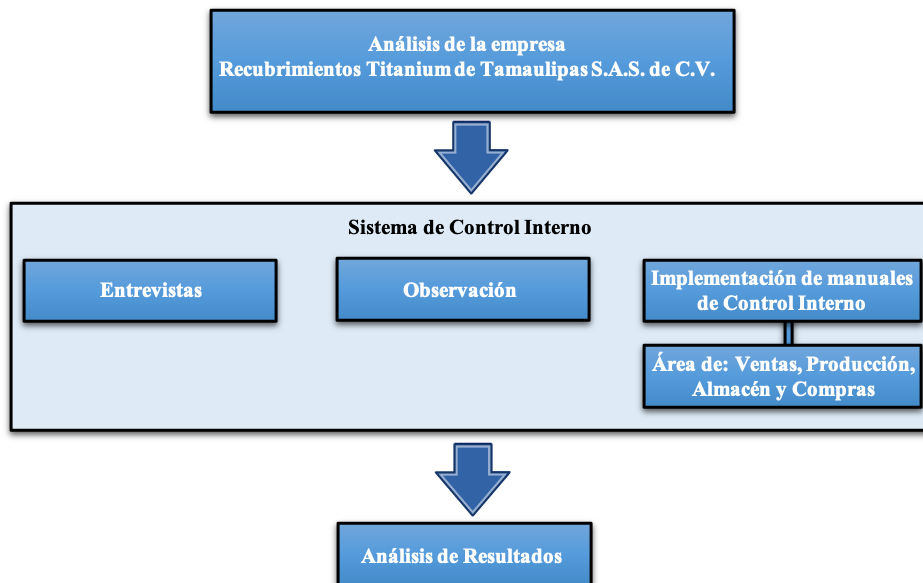 Análisis de la empresa
Recubrimientos Titanium de Tamaulipas S.A.S. de C.V.
Sistema de Control Interno
Entrevistas
Observación
Implementación de manuales
de Control Interno
Área de: Ventas, Producción,
Almacén y Compras
Análisis de Resultados